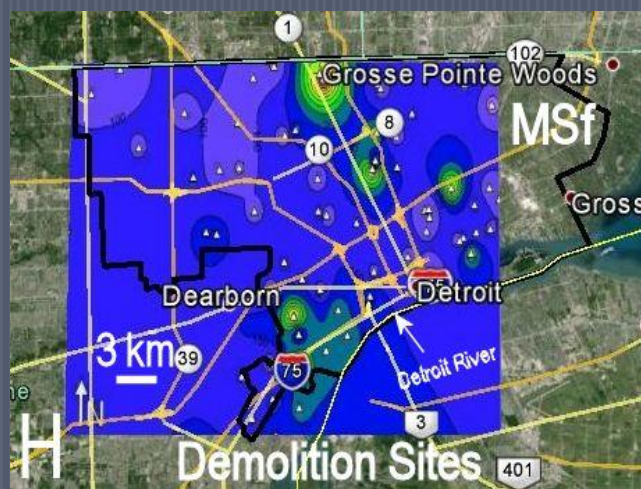 1
102
Grosse Pointe Woods
8
MSf
10
Gross
Dearborn
Detroit
3 km
39
75
Detroit River
N
3
H
Demolition Sites
401